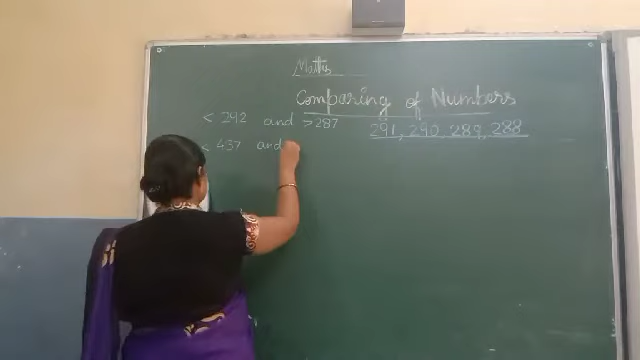 Maths
Comparing of Numbers
< 292 and > 287 291, 290, 289, 288
< 437 and